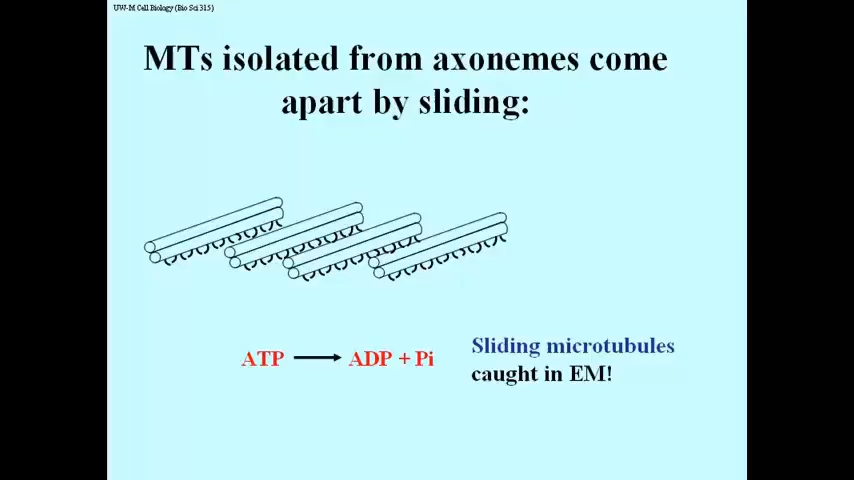 UW-M Cell Biology (Bio Sci 315)
MTs isolated from axonemes come
apart by sliding:
ATP ADP + Pi
Sliding microtubules
caught in EM!